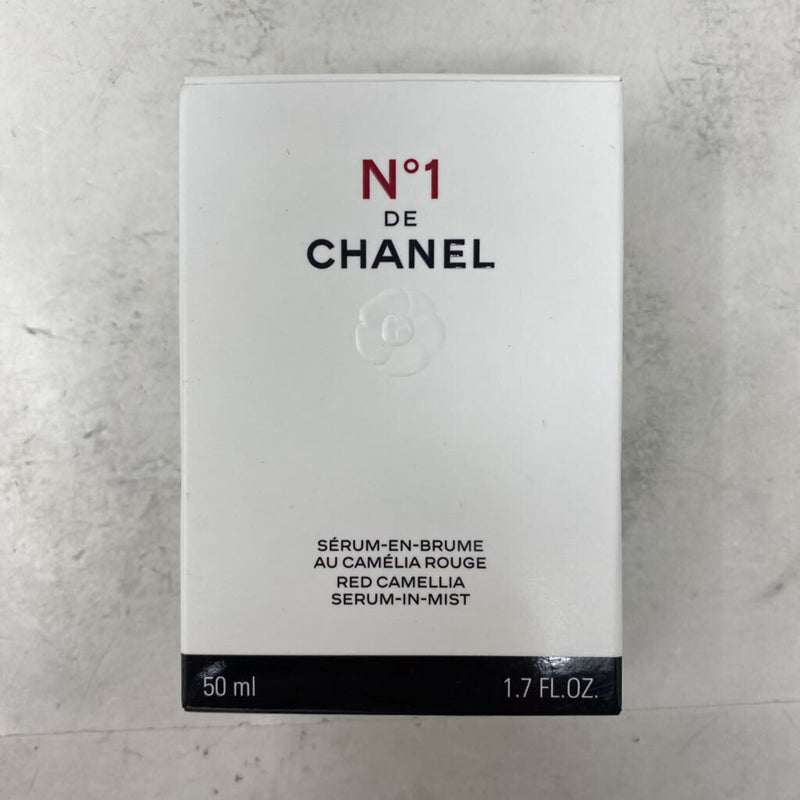 N°1
DE
CHANEL
SÉRUM-EN-BRUME
AU CAMÉLIA ROUGE
RED CAMELLIA
SERUM-IN-MIST
50 ml 1.7 FL.OZ.